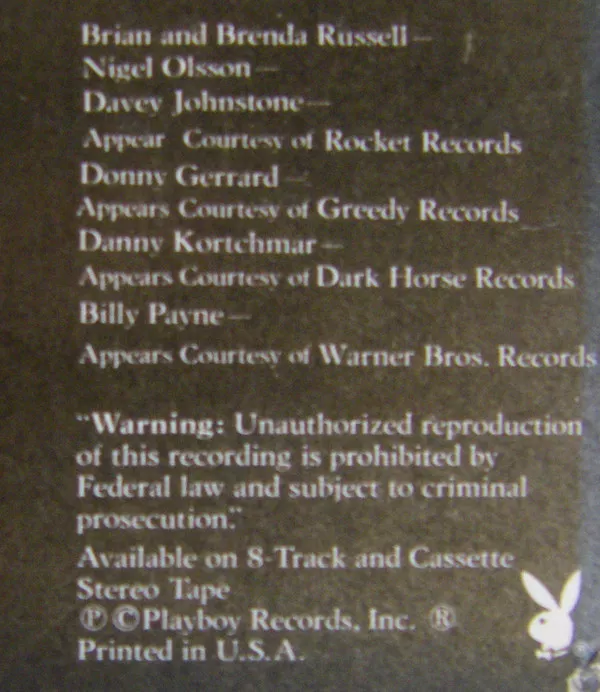 Brian and Brenda Russell—
Nigel Olsson—
Davey Johnstone—
Appear Courtesy of Rocket Records
Donny Gerrard—
Appears Courtesy of Greedy Records
Danny Kortchmar—
Appears Courtesy of Dark Horse Records
Billy Payne—
Appears Courtesy of Warner Bros. Records
"Warning: Unauthorized reproduction
of this recording is prohibited by
Federal law and subject to criminal
prosecution."
Available on 8-Track and Cassette
Stereo Tape
℗ ©Playboy Records, Inc. ®
Printed in U.S.A.
®